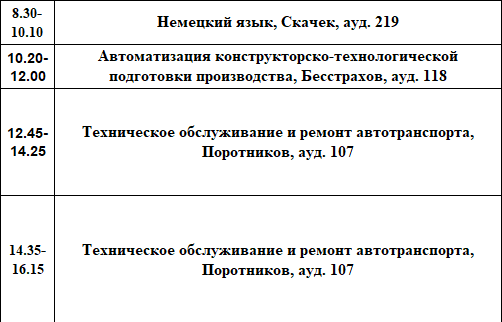 8.30-
10.10
Немецкий язык, Скачек, ауд. 219
10.20-
12.00
Автоматизация конструкторско-технологической
подготовки производства, Бесстрахов, ауд. 118
12.45-
14.25
Техническое обслуживание и ремонт автотранспорта,
Поротников, ауд. 107
14.35-
16.15
Техническое обслуживание и ремонт автотранспорта,
Поротников, ауд. 107